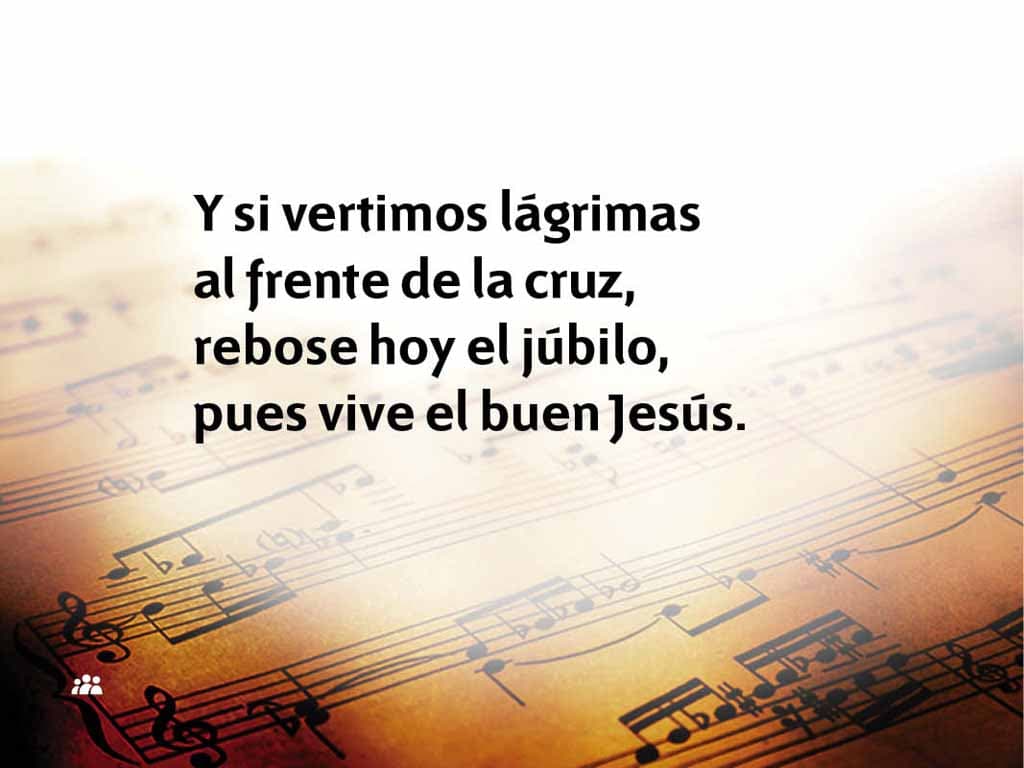 Y si vertimos lágrimas
al frente de la cruz,
rebose hoy el júbilo,
pues vive el buen Jesús.